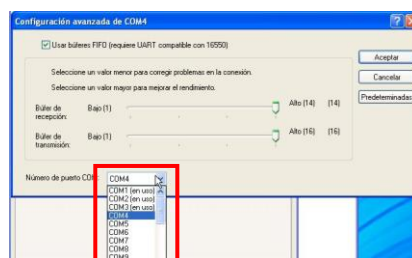 Configuración avanzada de COM4
Usar búferes FIFO (requiere UART compatible con 16550)
Seleccione un valor menor para corregir problemas en la conexión.
Seleccione un valor mayor para mejorar el rendimiento.
Búfer de recepción: Bajo (1) Alto (14) (14)
Búfer de transmisión: Bajo (1) Alto (16) (16)
Aceptar
Cancelar
Predeterminadas
Número de puerto COM: COM4
COM1 (en uso)
COM2 (en uso)
COM3 (en uso)
COM4
COM5
COM6
COM7
COM8
COM9